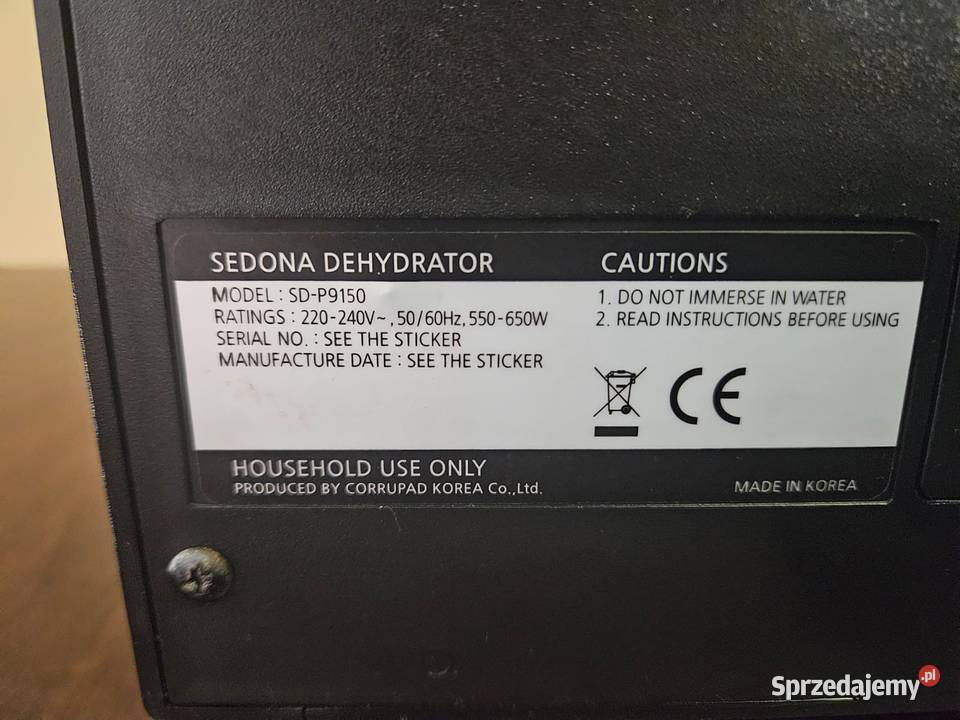 SEDONA DEHYDRATOR
MODEL : SD-P9150
RATINGS : 220-240V~, 50/60Hz, 550-650W
SERIAL NO. : SEE THE STICKER
MANUFACTURE DATE : SEE THE STICKER
CAUTIONS
1. DO NOT IMMERSE IN WATER
2. READ INSTRUCTIONS BEFORE USING
CE
HOUSEHOLD USE ONLY
PRODUCED BY CORRUPAD KOREA Co.,Ltd.
MADE IN KOREA
Sprzedajemy.pl